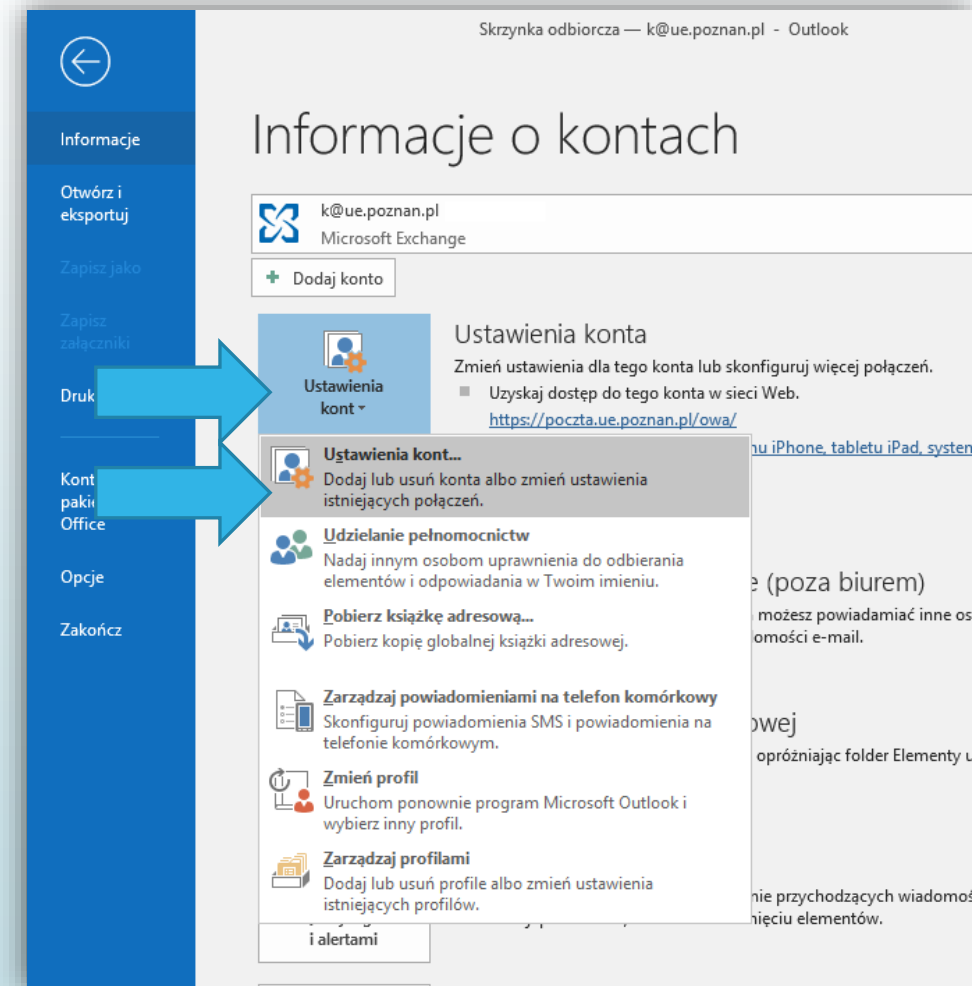 Skrzynka odbiorcza — k@ue.poznan.pl - Outlook
Informacje
Otwórz i
eksportuj
Zapisz jako
Zapisz
załączniki
Druk
Kont
pakie
Office
Opcje
Zakończ
Informacje o kontach
k@ue.poznan.pl
Microsoft Exchange
Dodaj konto
Ustawienia
kont
Ustawienia konta
Zmień ustawienia dla tego konta lub skonfiguruj więcej połączeń.
Uzyskaj dostęp do tego konta w sieci Web.
https://poczta.ue.poznan.pl/owa/
nu iPhone, tabletu iPad, system
Ustawienia kont...
Dodaj lub usuń konta albo zmień ustawienia
istniejących połączeń.
Udzielanie pełnomocnictw
Nadaj innym osobom uprawnienia do odbierania
elementów i odpowiadania w Twoim imieniu.
Pobierz książkę adresową...
Pobierz kopię globalnej książki adresowej.
Zarządzaj powiadomieniami na telefon komórkowy
Skonfiguruj powiadomienia SMS i powiadomienia na
telefonie komórkowym.
Zmień profil
Uruchom ponownie program Microsoft Outlook i
wybierz inny profil.
Zarządzaj profilami
Dodaj lub usuń profile albo zmień ustawienia
istniejących profilów.
e (poza biurem)
możesz powiadamiać inne os
omości e-mail.
owej
opróżniając folder Elementy u
nie przychodzących wiadomoś
nięciu elementów.
i alertami